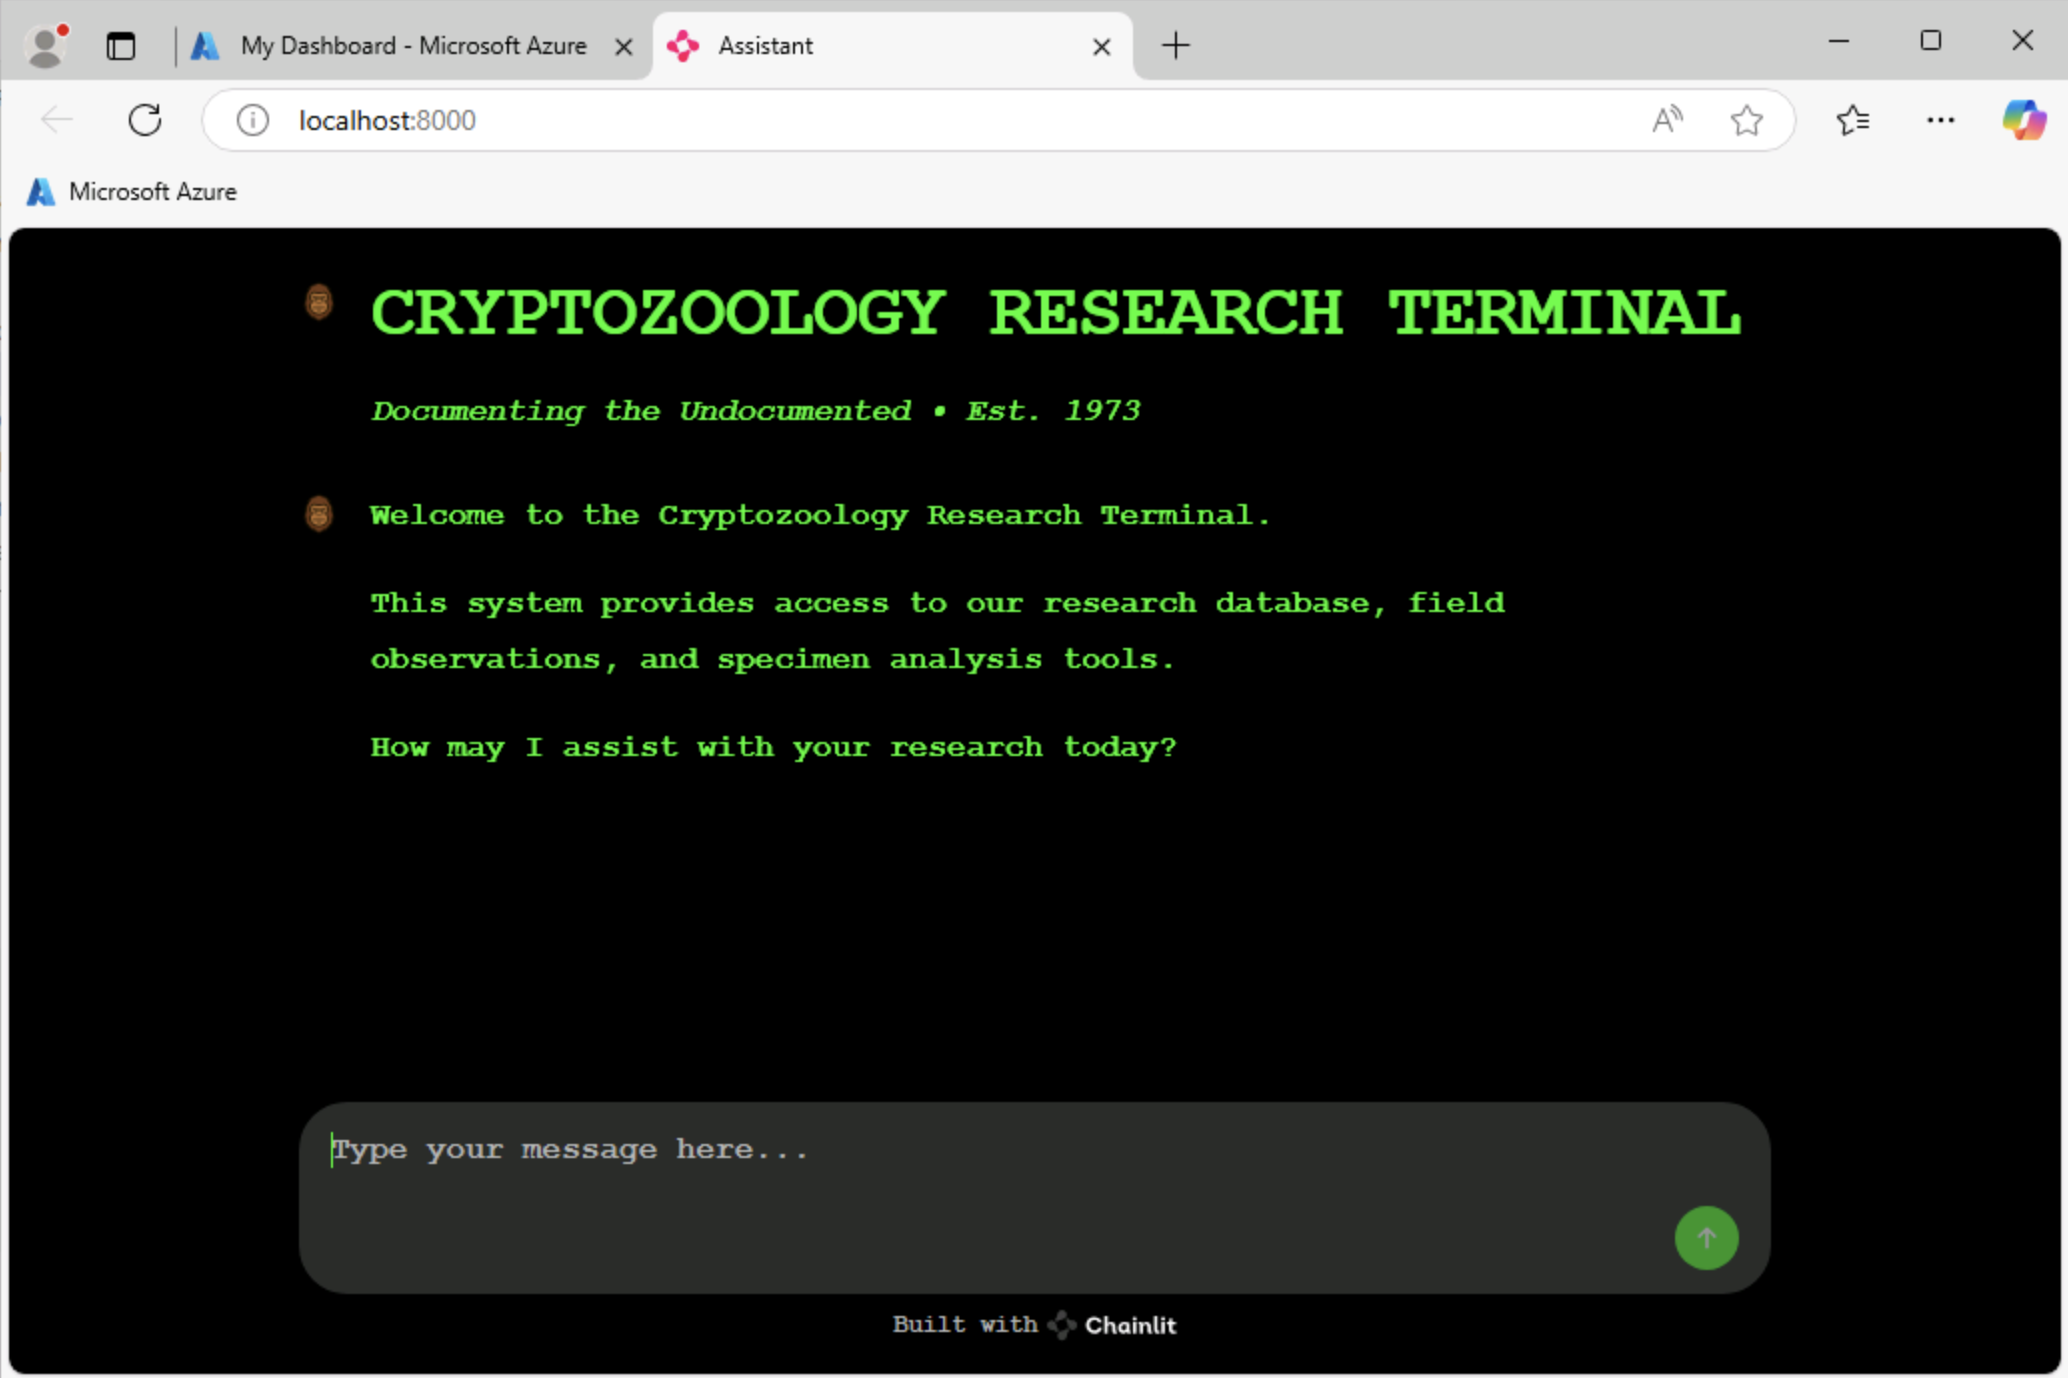 My Dashboard - Microsoft Azure
Assistant
localhost:8000
Microsoft Azure
CRYPTOZOOLOGY RESEARCH TERMINAL
Documenting the Undocumented • Est. 1973
Welcome to the Cryptozoology Research Terminal.
This system provides access to our research database, field
observations, and specimen analysis tools.
How may I assist with your research today?
Type your message here...
Built with Chainlit